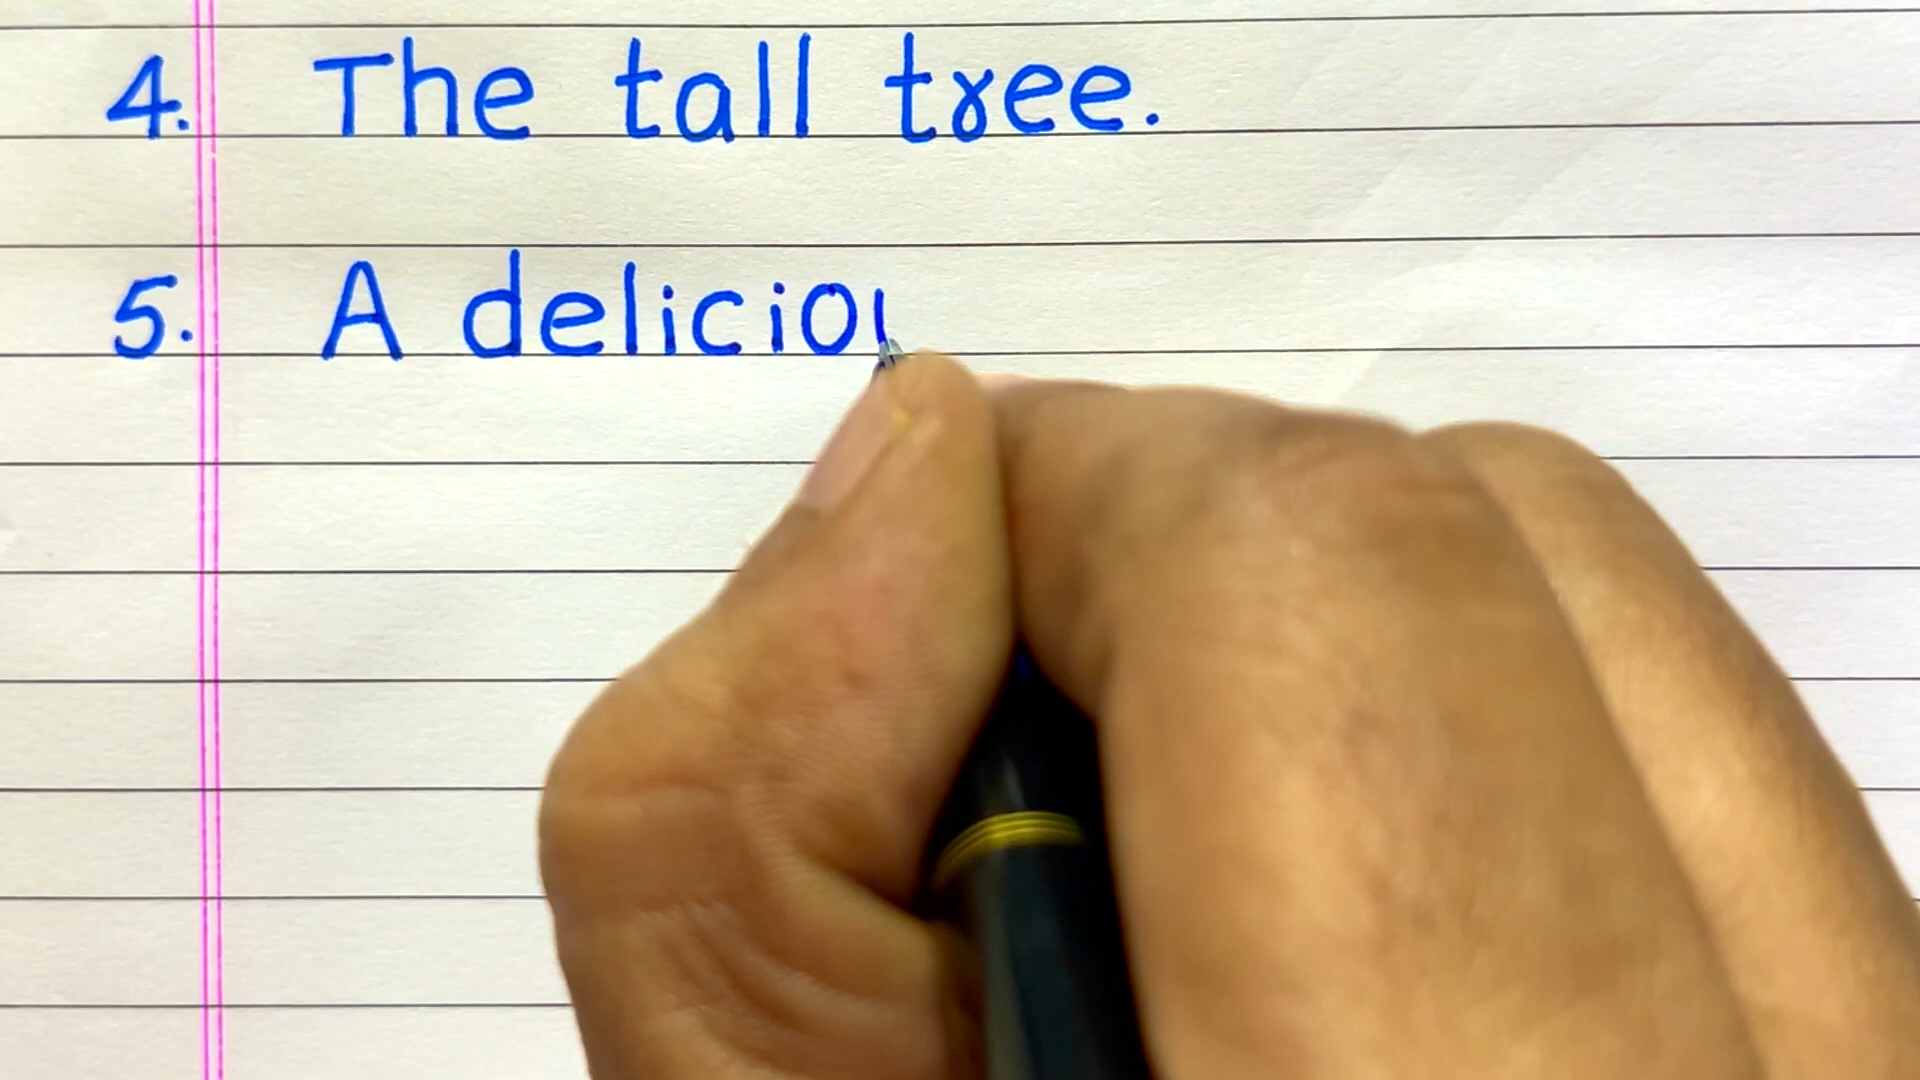 4. The tall tree.
5. A delicio